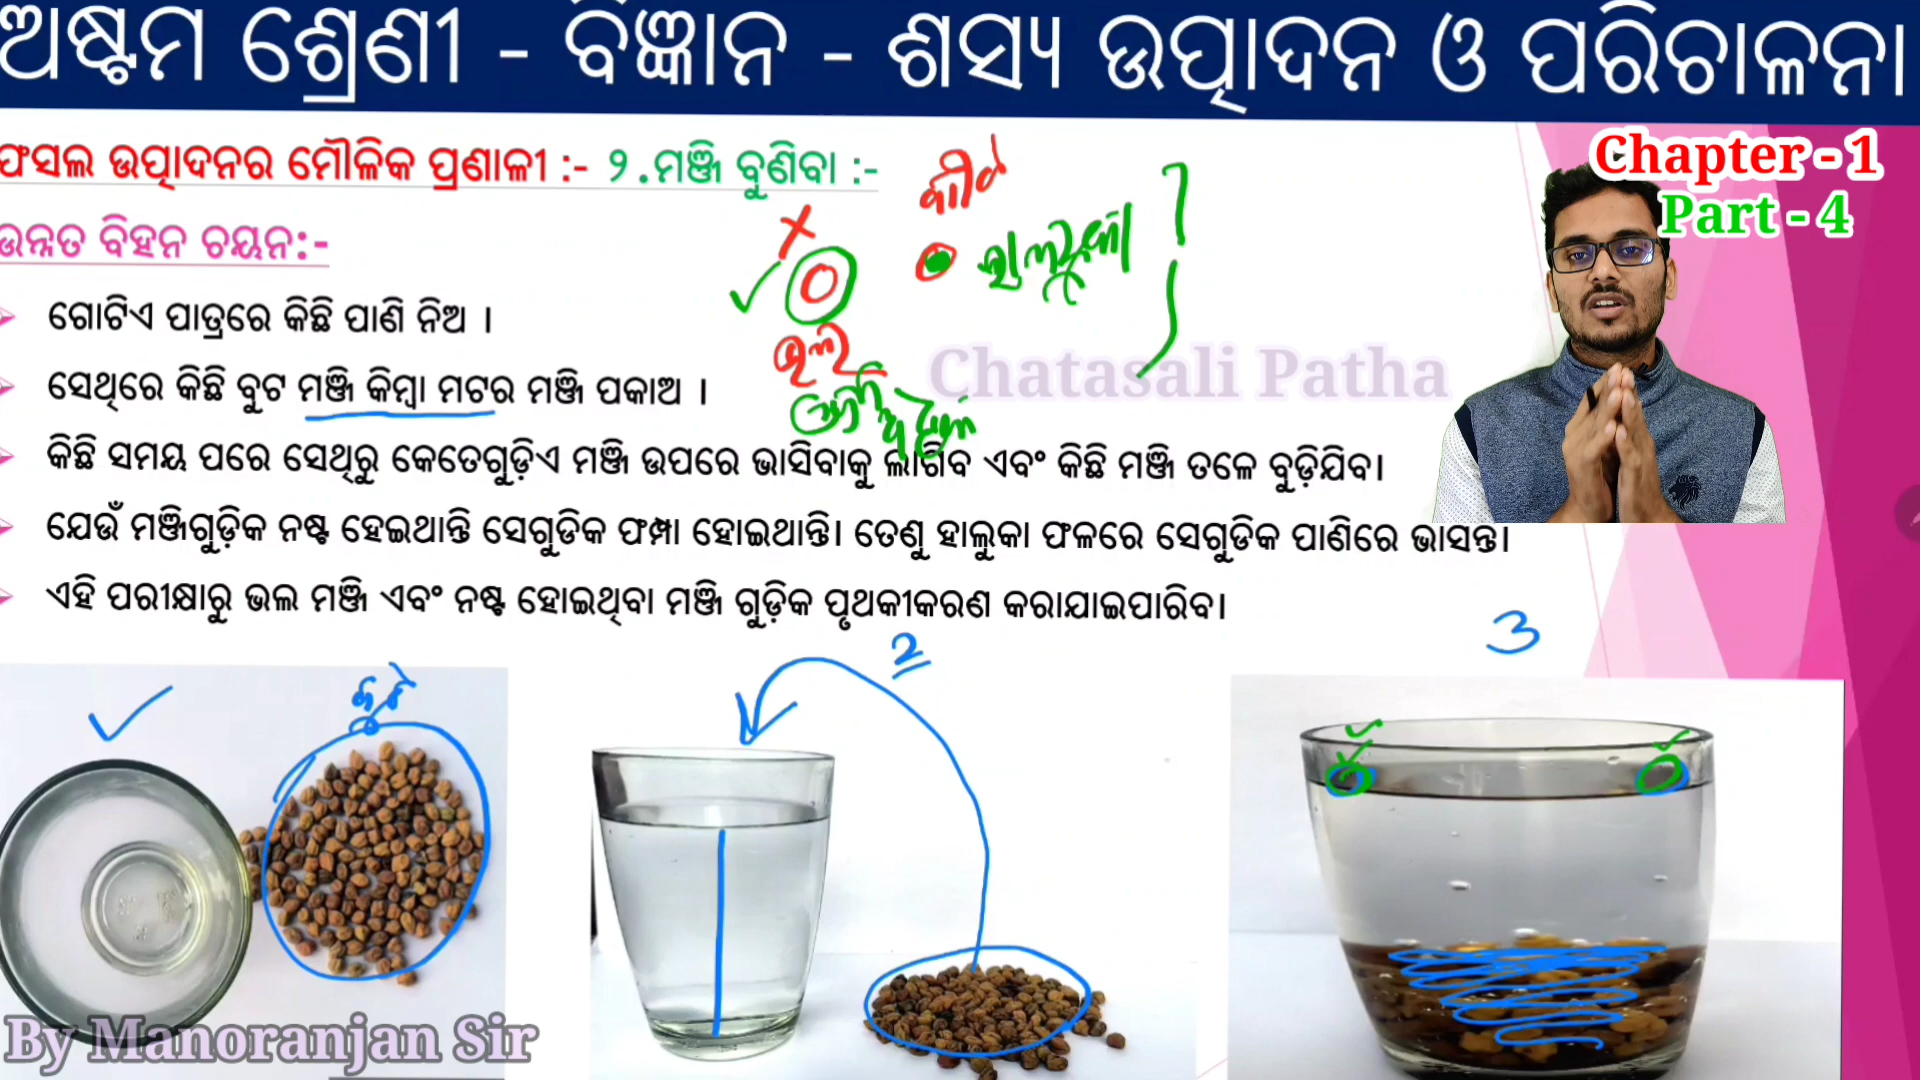 ଅଷ୍ଟମ ଶ୍ରେଣୀ - ବିଜ୍ଞାନ - ଶସ୍ୟ ଉତ୍ପାଦନ ଓ ପରିଚାଳନା
Chapter - 1
Part - 4
ଫସଲ ଉତ୍ପାଦନର ମୌଳିକ ପ୍ରଣାଳୀ :- ୨.ମଞ୍ଜି ବୁଣିବା :-
ଉନ୍ନତ ବିହନ ଚୟନ:-
ଗୋଟିଏ ପାତ୍ରରେ କିଛି ପାଣି ନିଅ ।
ସେଥିରେ କିଛି ବୁଟ ମଞ୍ଜି କିମ୍ବା ମଟର ମଞ୍ଜି ପକାଅ ।
Chatasali Patha
କିଛି ସମୟ ପରେ ସେଥିରୁ କେତେଗୁଡ଼ିଏ ମଞ୍ଜି ଉପରେ ଭାସିବାକୁ ଲାଗିବ ଏବଂ କିଛି ମଞ୍ଜି ତଳେ ବୁଡ଼ିଯିବ।
ଯେଉଁ ମଞ୍ଜିଗୁଡ଼ିକ ନଷ୍ଟ ହେଇଥାନ୍ତି ସେଗୁଡିକ ଫମ୍ପା ହୋଇଥାନ୍ତି। ତେଣୁ ହାଲୁକା ଫଳରେ ସେଗୁଡିକ ପାଣିରେ ଭାସନ୍ତି।
ଏହି ପରୀକ୍ଷାରୁ ଭଲ ମଞ୍ଜି ଏବଂ ନଷ୍ଟ ହୋଇଥିବା ମଞ୍ଜି ଗୁଡ଼ିକ ପୃଥକୀକରଣ କରାଯାଇପାରିବ।
କୀଟ
ହାଲୁକା
ଭଲ
2
3
By Manoranjan Sir